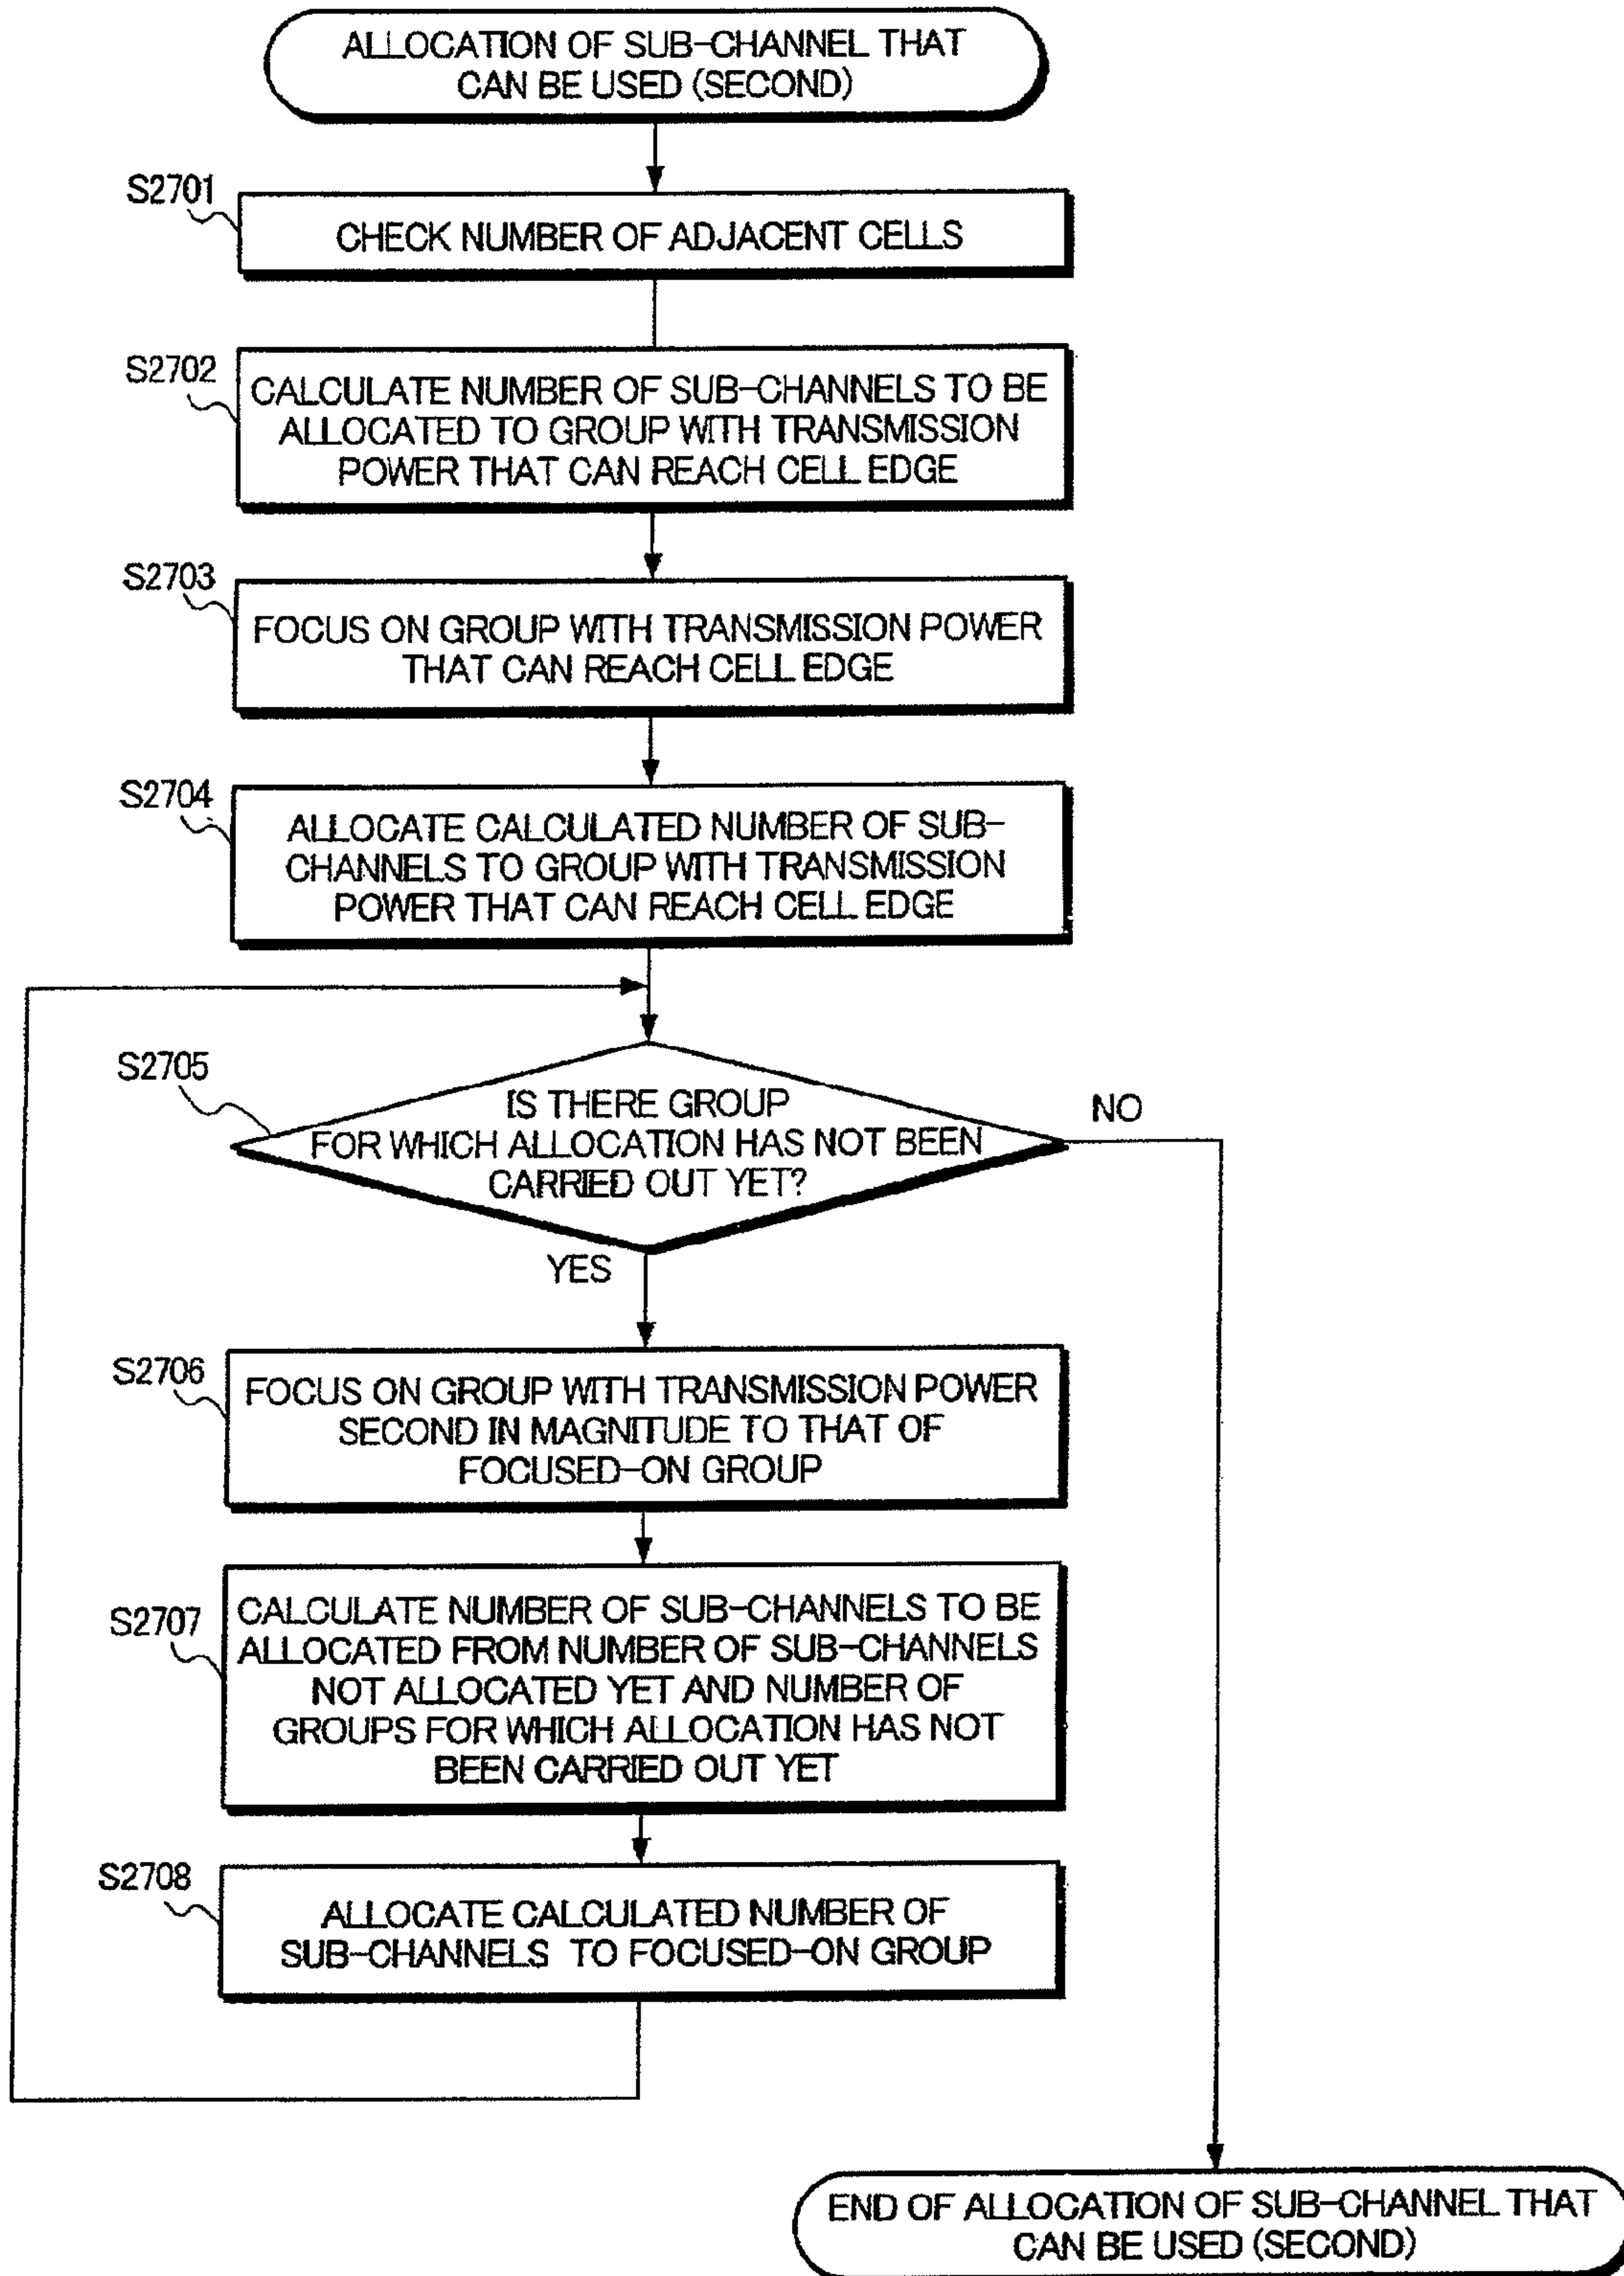 ALLOCATION OF SUB-CHANNEL THAT
CAN BE USED (SECOND)
S2701
CHECK NUMBER OF ADJACENT CELLS
S2702
CALCULATE NUMBER OF SUB-CHANNELS TO BE
ALLOCATED TO GROUP WITH TRANSMISSION
POWER THAT CAN REACH CELL EDGE
S2703
FOCUS ON GROUP WITH TRANSMISSION POWER
THAT CAN REACH CELL EDGE
S2704
ALLOCATE CALCULATED NUMBER OF SUB-
CHANNELS TO GROUP WITH TRANSMISSION
POWER THAT CAN REACH CELL EDGE
S2705
IS THERE GROUP
FOR WHICH ALLOCATION HAS NOT BEEN
CARRIED OUT YET?
NO
YES
S2706
FOCUS ON GROUP WITH TRANSMISSION POWER
SECOND IN MAGNITUDE TO THAT OF
FOCUSED-ON GROUP
S2707
CALCULATE NUMBER OF SUB-CHANNELS TO BE
ALLOCATED FROM NUMBER OF SUB-CHANNELS
NOT ALLOCATED YET AND NUMBER OF
GROUPS FOR WHICH ALLOCATION HAS NOT
BEEN CARRIED OUT YET
S2708
ALLOCATE CALCULATED NUMBER OF
SUB-CHANNELS TO FOCUSED-ON GROUP
END OF ALLOCATION OF SUB-CHANNEL THAT
CAN BE USED (SECOND)